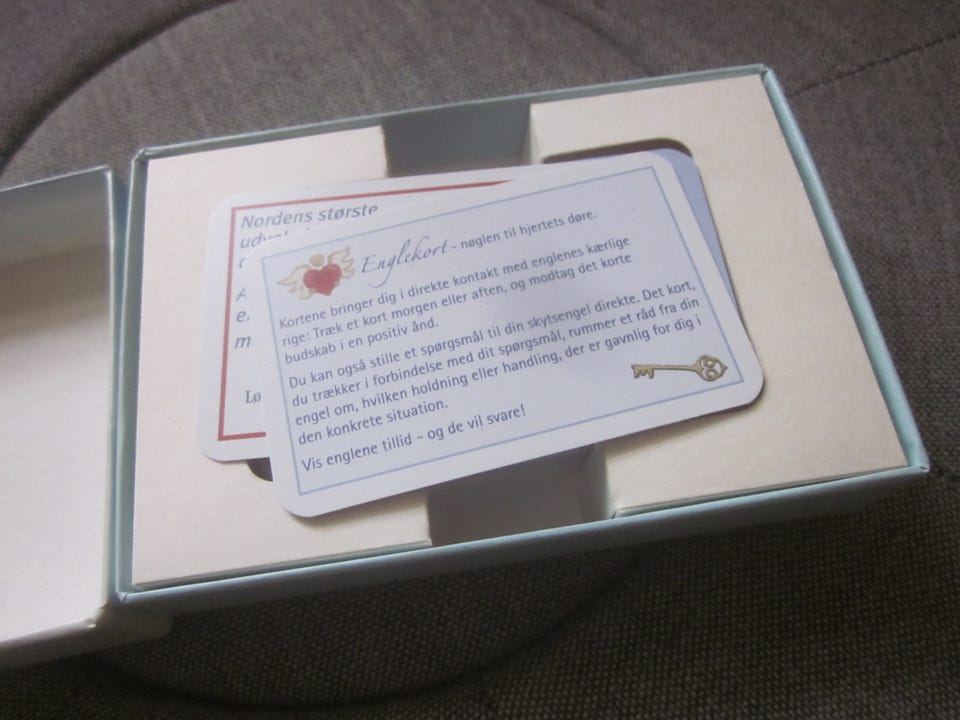 Nordens største
Lø
Englekort - nøglen til hjertets døre.
Kortene bringer dig i direkte kontakt med englenes kærlige
rige: Træk et kort morgen eller aften, og modtag det korte
budskab i en positiv ånd.
Du kan også stille et spørgsmål til din skytsengel direkte. Det kort,
du trækker i forbindelse med dit spørgsmål, rummer et råd fra din
engel om, hvilken holdning eller handling, der er gavnlig for dig i
den konkrete situation.
Vis englene tillid - og de vil svare!